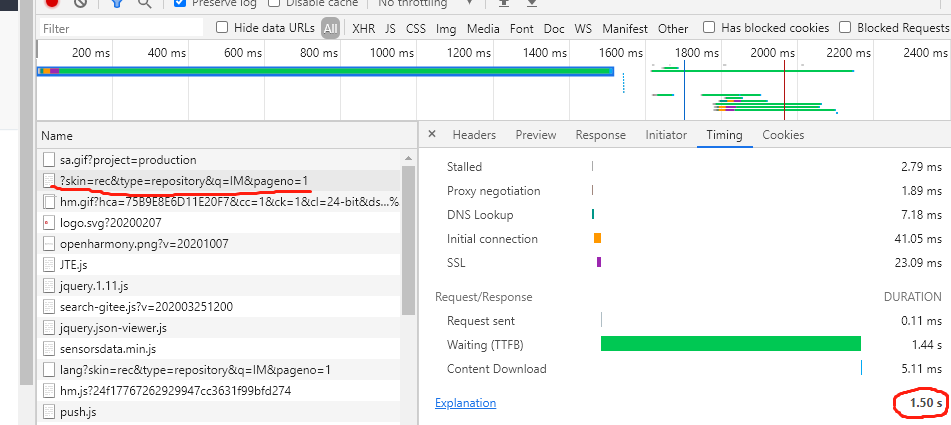 Preserve log Disable cache No throttling
Filter Hide data URLs All XHR JS CSS Img Media Font Doc WS Manifest Other Has blocked cookies Blocked Requests
200 ms 400 ms 600 ms 800 ms 1000 ms 1200 ms 1400 ms 1600 ms 1800 ms 2000 ms 2200 ms 2400 ms
Name
× Headers Preview Response Initiator Timing Cookies
sa.gif?project=production
?skin=rec&type=repository&q=IM&pageno=1
hm.gif?hca=75B9E8E6D11E20F7&cc=1&ck=1&cl=24-bit&ds...%
logo.svg?20200207
openharmony.png?v=20201007
JTE.js
jquery.1.11.js
search-gitee.js?v=202003251200
jquery.json-viewer.js
sensorsdata.min.js
lang?skin=rec&type=repository&q=IM&pageno=1
hm.js?24f17767262929947cc3631f99bfd274
push.js
Stalled 2.79 ms
Proxy negotiation 1.89 ms
DNS Lookup 7.18 ms
Initial connection 41.05 ms
SSL 23.09 ms
Request/Response DURATION
Request sent 0.11 ms
Waiting (TTFB) 1.44 s
Content Download 5.11 ms
Explanation 1.50 s